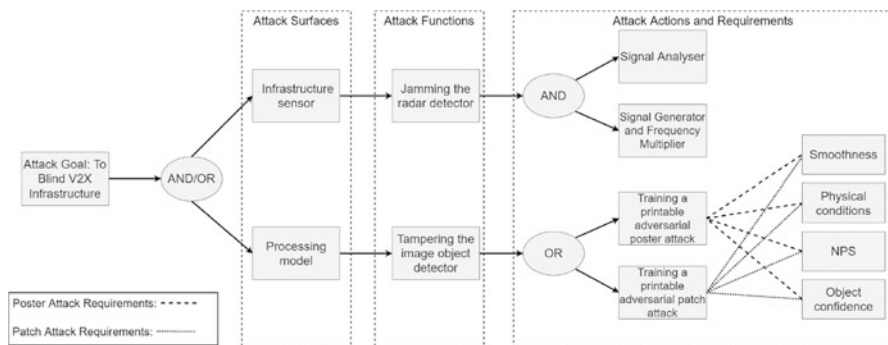 Attack Surfaces
Attack Functions
Attack Actions and Requirements
Attack Goal: To
Blind V2X
Infrastructure
AND/OR
Infrastructure
sensor
Jamming the
radar detector
AND
Signal
Analyser
Signal Generator
and Frequency
Multiplier
Processing
model
Tampering the
image object
detector
OR
Training a
printable
adversarial
poster attack
Training a
printable
adversarial patch
attack
Smoothness
Physical
conditions
NPS
Object
confidence
Poster Attack Requirements:
Patch Attack Requirements: